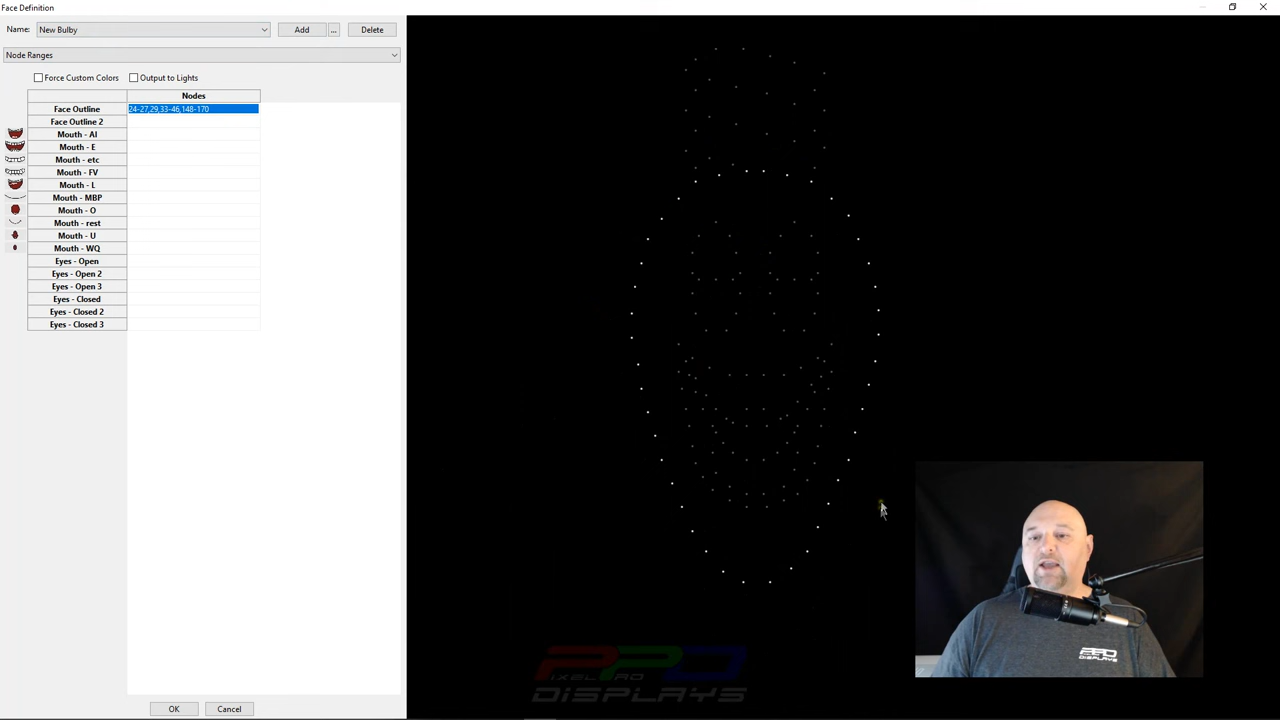 Face Definition
Name: New Bulby Add ... Delete
Node Ranges
Force Custom Colors Output to Lights
Nodes
Face Outline 24-27,29,33-46,148-170
Face Outline 2
Mouth - AI
Mouth - E
Mouth - etc
Mouth - FV
Mouth - L
Mouth - MBP
Mouth - O
Mouth - rest
Mouth - U
Mouth - WQ
Eyes - Open
Eyes - Open 2
Eyes - Open 3
Eyes - Closed
Eyes - Closed 2
Eyes - Closed 3
PIXEL PRO DISPLAYS
PPD
DISPLAYS
OK Cancel